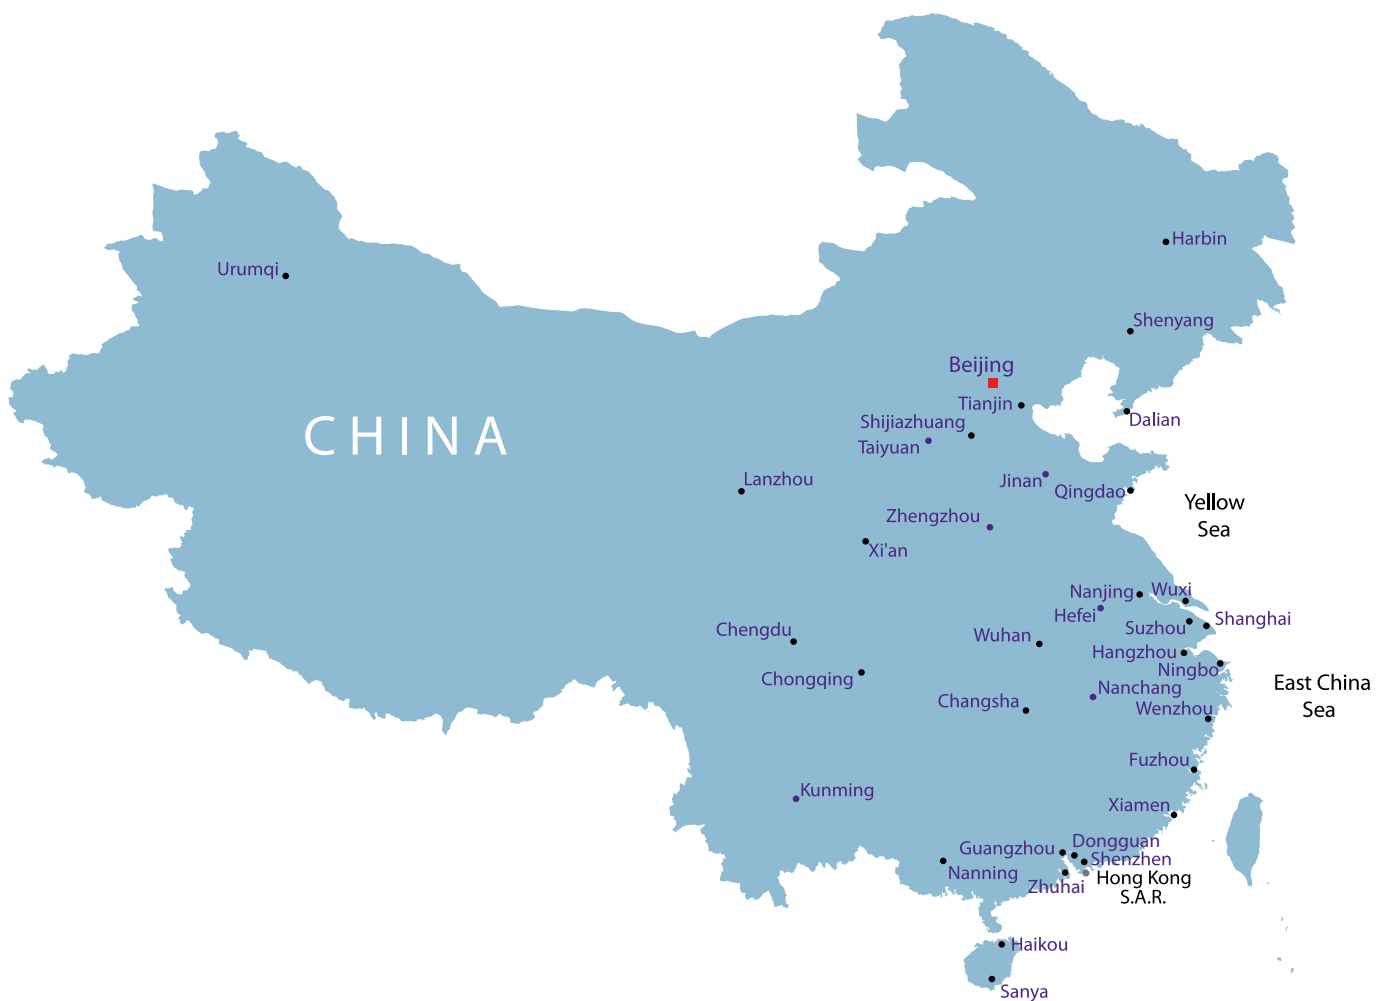 Harbin
Urumqi
Shenyang
Beijing
Tianjin
Dalian
Shijiazhuang
Taiyuan
CHINA
Lanzhou
Jinan
Qingdao
Yellow
Sea
Zhengzhou
Xi'an
Nanjing
Wuxi
Hefei
Shanghai
Suzhou
Chengdu
Wuhan
Hangzhou
Ningbo
Chongqing
East China
Sea
Nanchang
Changsha
Wenzhou
Fuzhou
Kunming
Xiamen
Dongguan
Guangzhou
Shenzhen
Nanning
Hong Kong
S.A.R.
Zhuhai
Haikou
Sanya